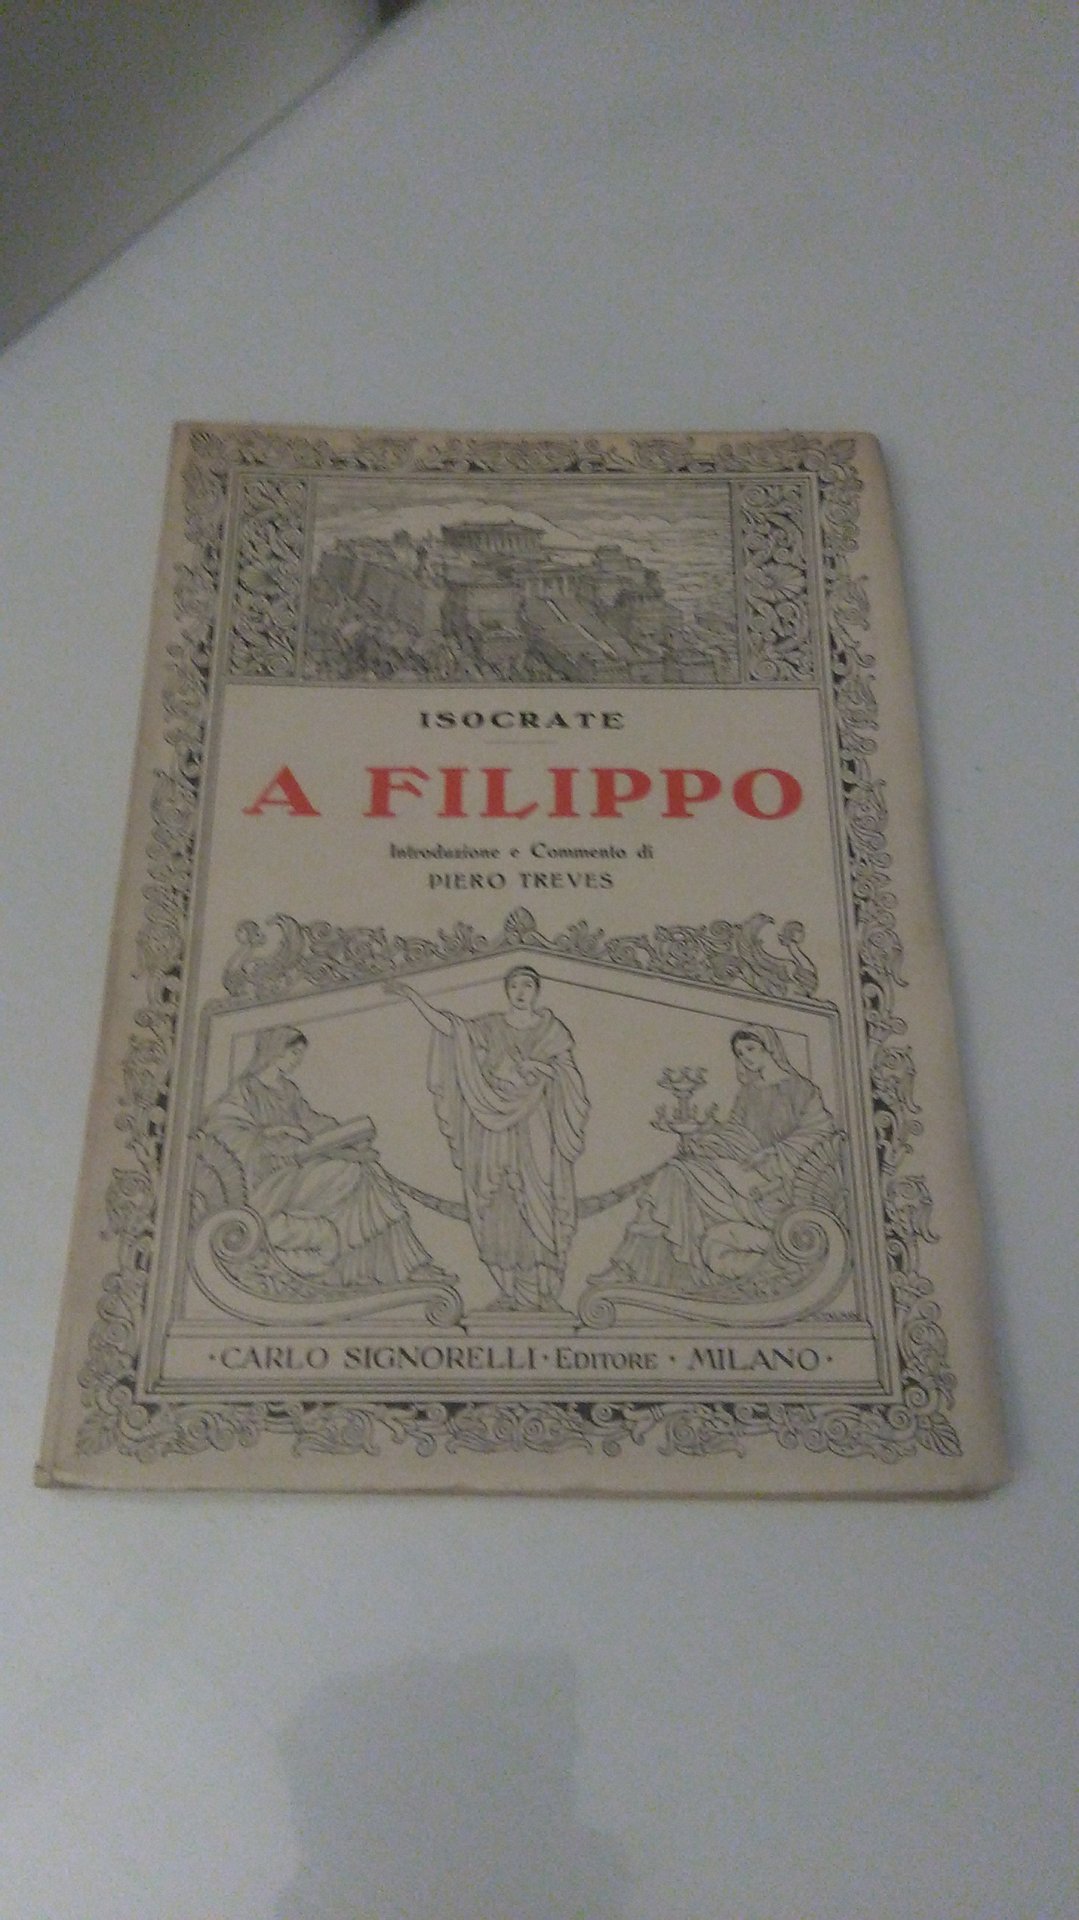 ISOCRATE
A FILIPPO
Introduzione e Commento di
PIERO TREVES
·CARLO SIGNORELLI·EDITORE·MILANO·